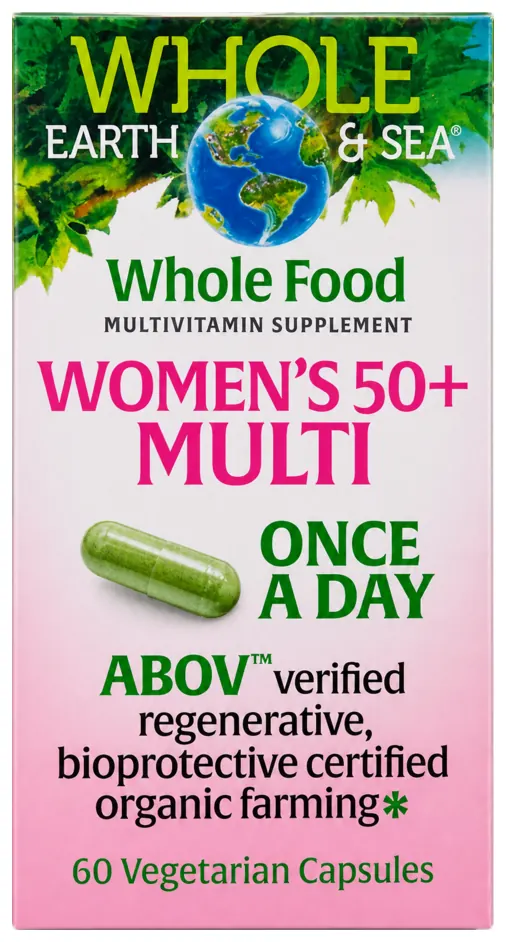 WHOLE
EARTH & SEA®
Whole Food
MULTIVITAMIN SUPPLEMENT
WOMEN'S 50+
MULTI
ONCE
A DAY
ABOV™ verified
regenerative,
bioprotective certified
organic farming*
60 Vegetarian Capsules